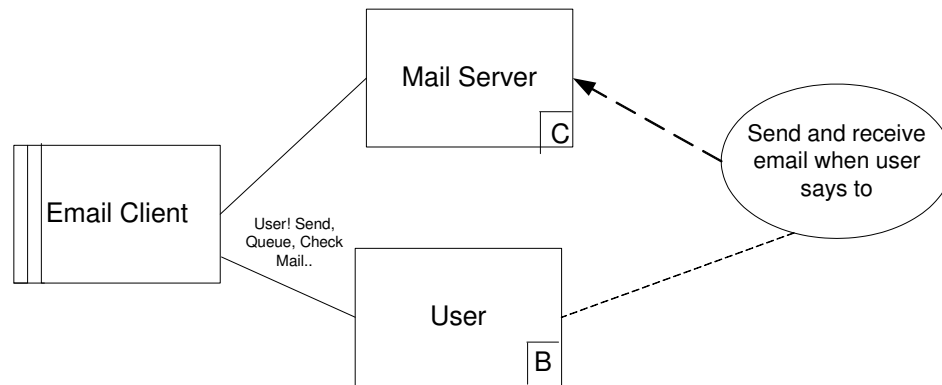 Mail Server
C
Send and receive
email when user
says to
Email Client
User! Send,
Queue, Check
Mail..
User
B